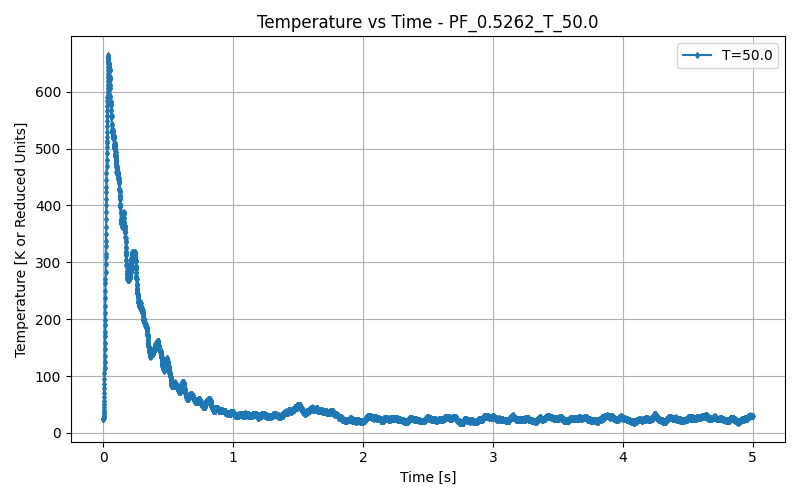 Temperature vs Time - PF_0.5262_T_50.0
T=50.0
Temperature [K or Reduced Units]
600
500
400
300
200
100
0
0 1 2 3 4 5
Time [s]